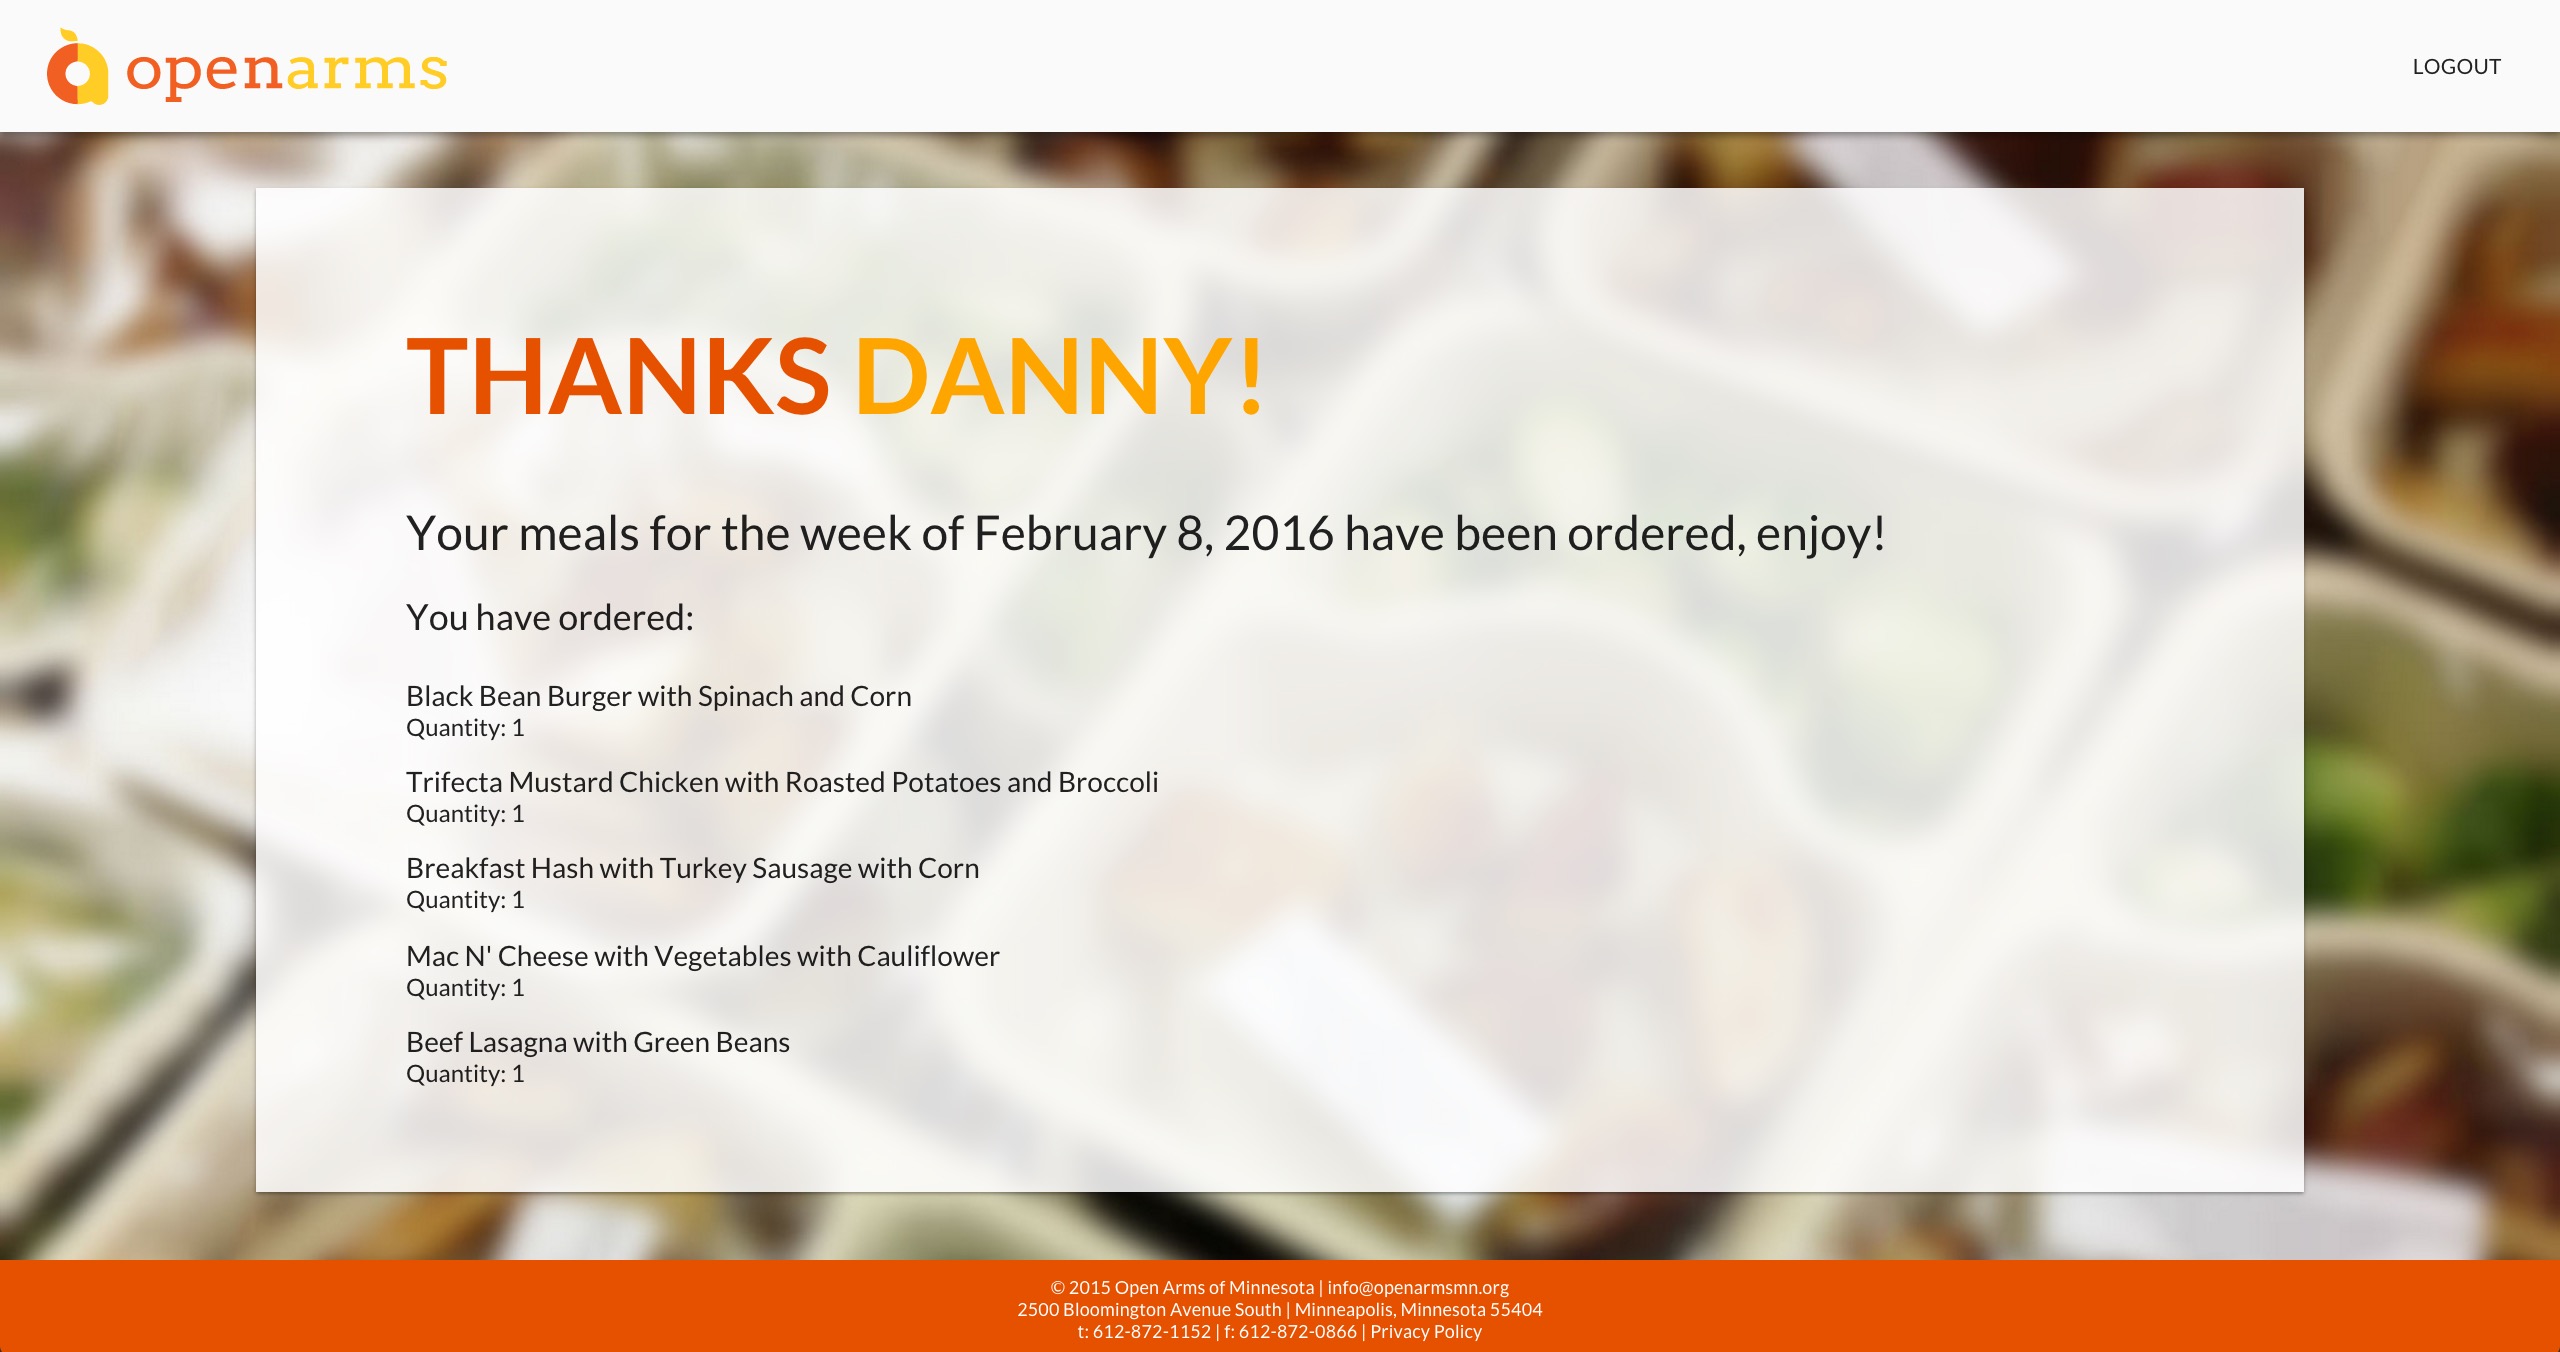 openarms
LOGOUT
THANKS DANNY!
Your meals for the week of February 8, 2016 have been ordered, enjoy!
You have ordered:
Black Bean Burger with Spinach and Corn
Quantity: 1
Trifecta Mustard Chicken with Roasted Potatoes and Broccoli
Quantity: 1
Breakfast Hash with Turkey Sausage with Corn
Quantity: 1
Mac N' Cheese with Vegetables with Cauliflower
Quantity: 1
Beef Lasagna with Green Beans
Quantity: 1
© 2015 Open Arms of Minnesota | info@openarmsmn.org
2500 Bloomington Avenue South | Minneapolis, Minnesota 55404
t: 612-872-1152 | f: 612-872-0866 | Privacy Policy